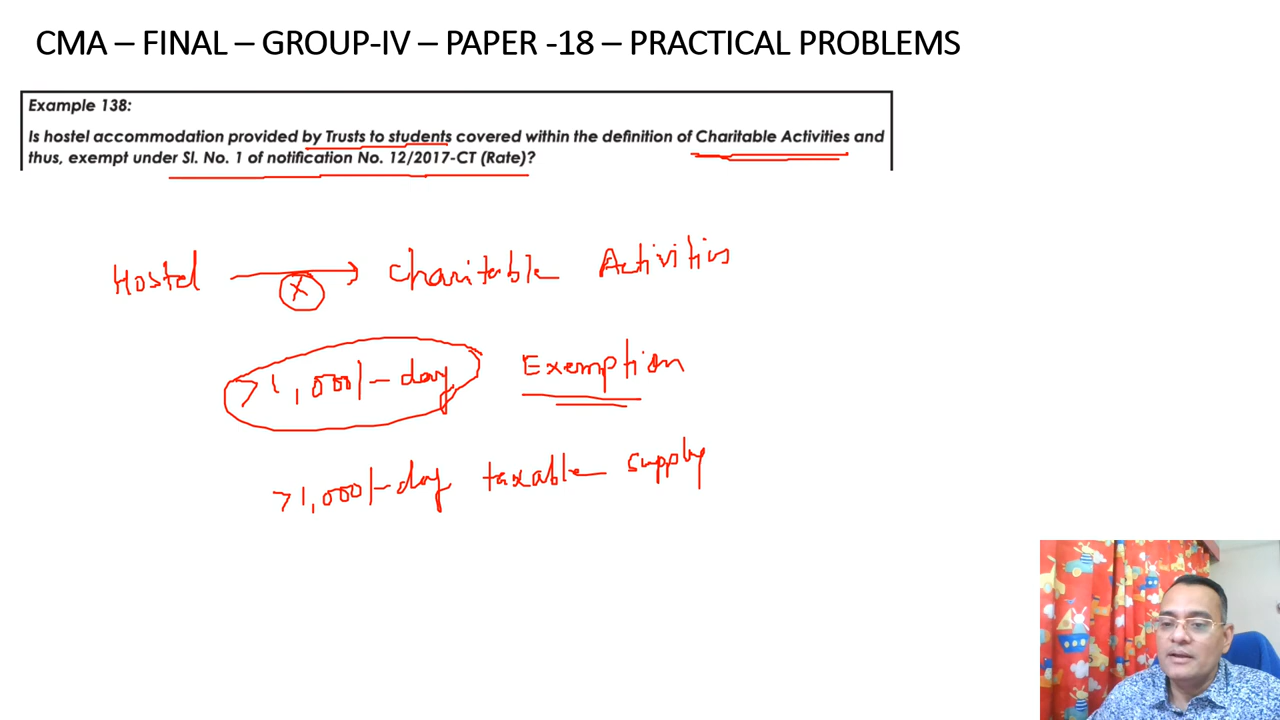 CMA – FINAL – GROUP-IV – PAPER -18 – PRACTICAL PROBLEMS
Example 138:
Is hostel accommodation provided by Trusts to students covered within the definition of Charitable Activities and
thus, exempt under Sl. No. 1 of notification No. 12/2017-CT (Rate)?
Hostel → Charitable Activities
X
>1,000/- day Exemption
>1,000/- day taxable supply